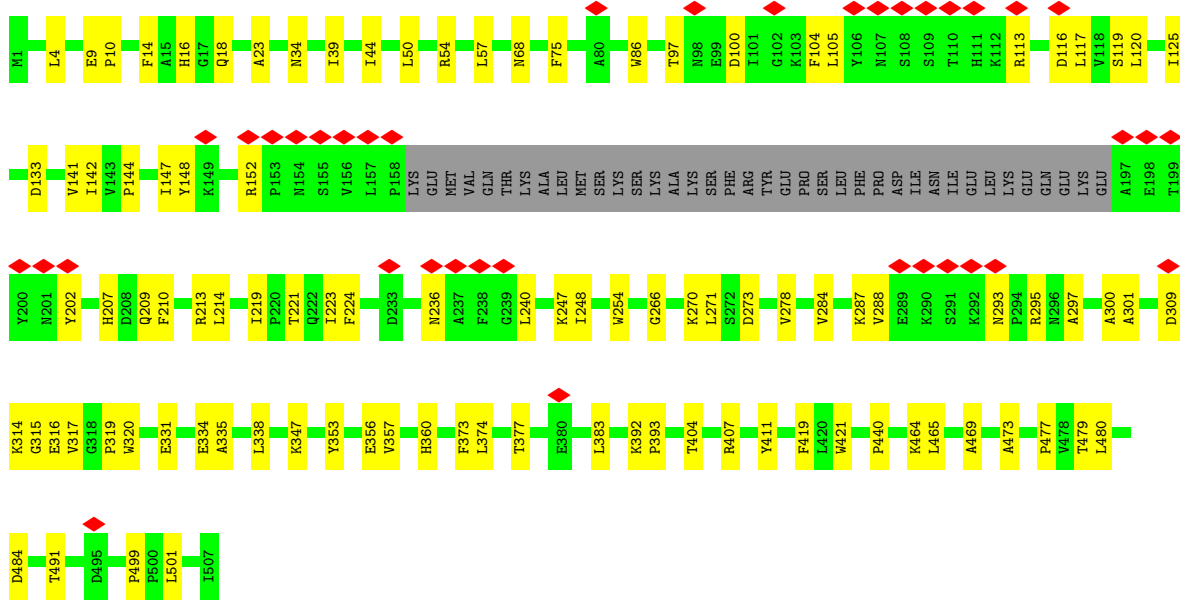 M1 L4 E9 P10 F14 A15 H16 G17 Q18 A23 N34 I39 I44 L50 R54 L57 N68 F75 A80 W86 T97 N98 E99 D100 I101 G102 K103 F104 L105 Y106 N107 S108 S109 T110 H111 K112 R113 D116 L117 V118 S119 L120 I125
D133 V141 I142 V143 P144 I147 Y148 K149 R152 P153 N154 S155 V156 L157 P158 LYS GLU MET VAL GLN THR LYS ALA LEU MET SER LYS SER LYS ALA LYS SER PHE ARG TYR GLU PRO SER LEU PHE PRO ASP ILE ASN ILE GLU LEU LYS GLU GLN GLU LYS GLU A197 E198 T199
Y200 N201 Y202 H207 D208 Q209 F210 R213 L214 I219 P220 T221 Q222 I223 F224 D233 N236 A237 F238 G239 L240 K247 I248 W254 G266 K270 L271 S272 D273 V278 V284 K287 V288 E289 K290 S291 K292 N293 P294 R295 N296 A297 A300 A301 D309
K314 G315 E316 V317 G318 P319 W320 E331 E334 A335 L338 K347 Y353 E356 V357 H360 F373 L374 T377 E380 L383 K392 P393 T404 R407 Y411 F419 L420 W421 P440 K464 L465 A469 A473 P477 V478 T479 L480
D484 T491 D495 P499 P500 L501 I507